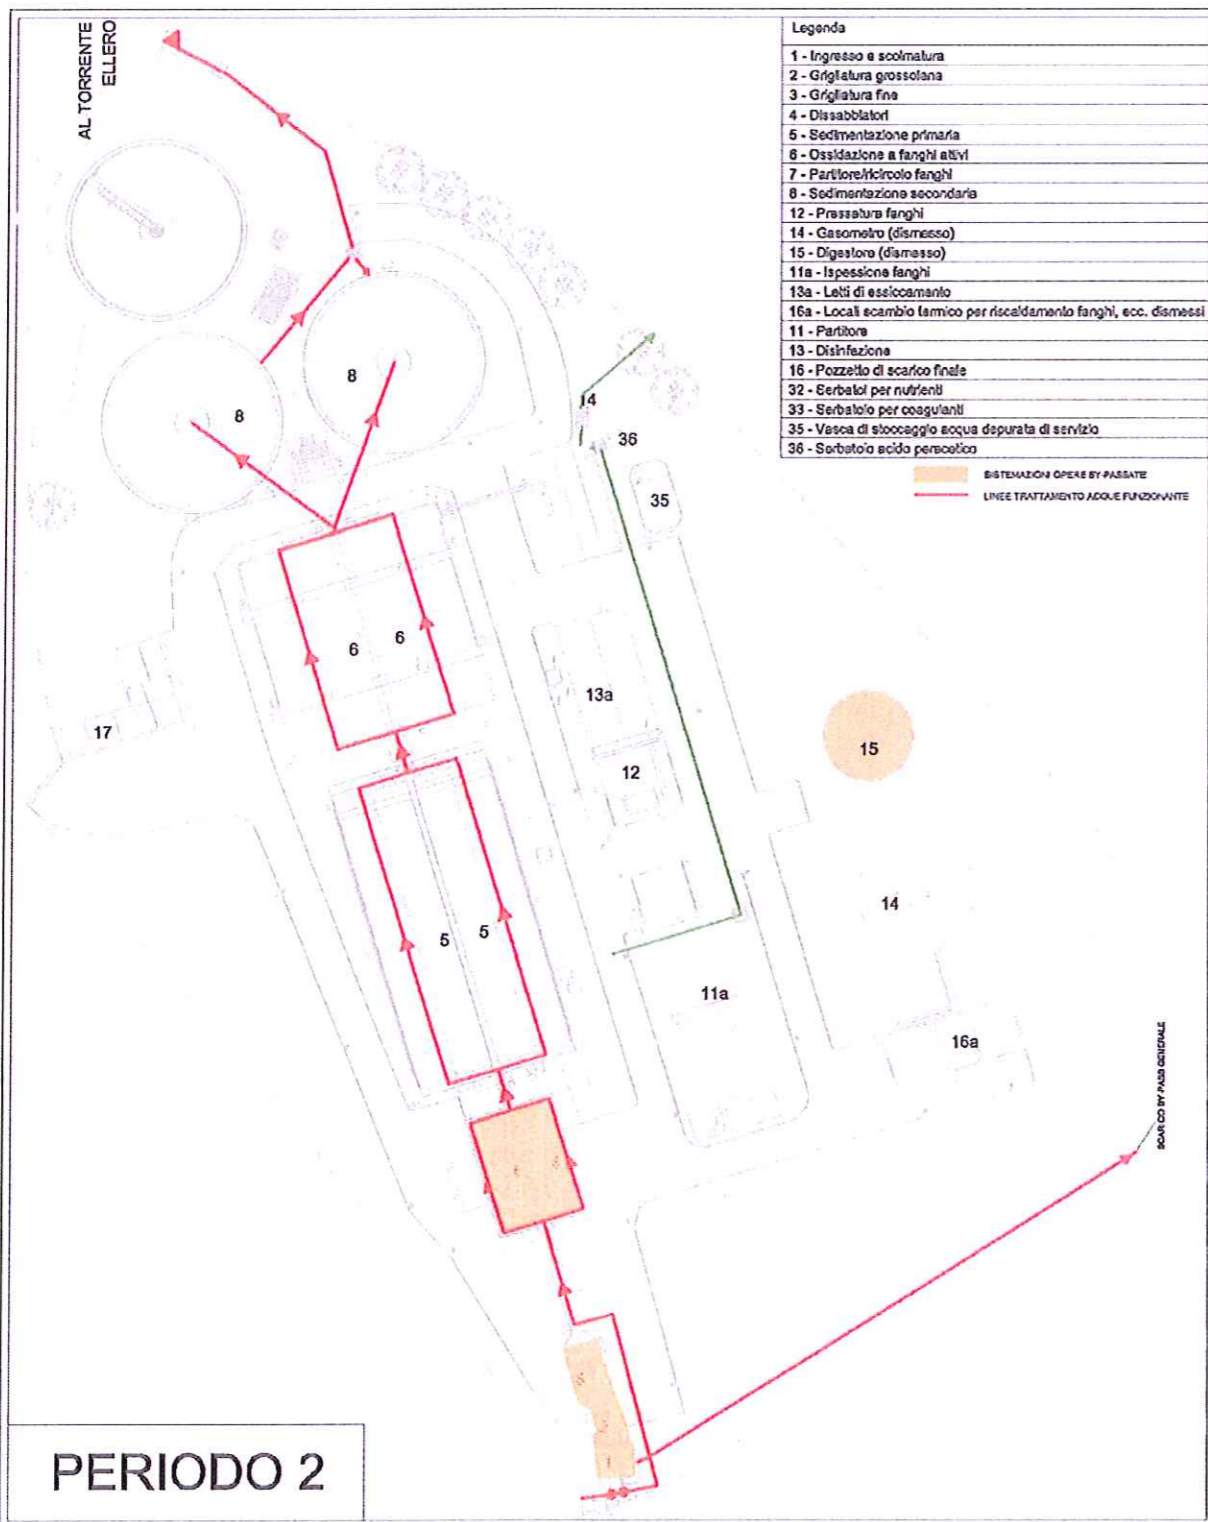 AL TORRENTE
ELLERO
Legenda
1 - Ingresso e scolmatura
2 - Grigliatura grossolana
3 - Grigliatura fine
4 - Dissabbiatori
5 - Sedimentazione primaria
6 - Ossidazione a fanghi attivi
7 - Partitore/ricircolo fanghi
8 - Sedimentazione secondaria
12 - Pressatura fanghi
14 - Gasometro (dismesso)
15 - Digestore (dismesso)
11a - Ispessione fanghi
13a - Letti di essiccamento
16a - Locali scambio termico per riscaldamento fanghi, ecc. dismessi
11 - Partitore
13 - Disinfezione
16 - Pozzetto di scarico finale
32 - Serbatoi per nutrienti
33 - Serbatoio per coagulanti
35 - Vasca di stoccaggio acqua depurata di servizio
36 - Serbatoio acido peracetico
SISTEMAZIONI OPERE BY-PASSATE
LINEE TRATTAMENTO ACQUE FUNZIONANTE
8
8
14
36
35
6
6
13a
17
12
15
5
5
14
11a
16a
SCARICO BY-PASS GENERALE
PERIODO 2